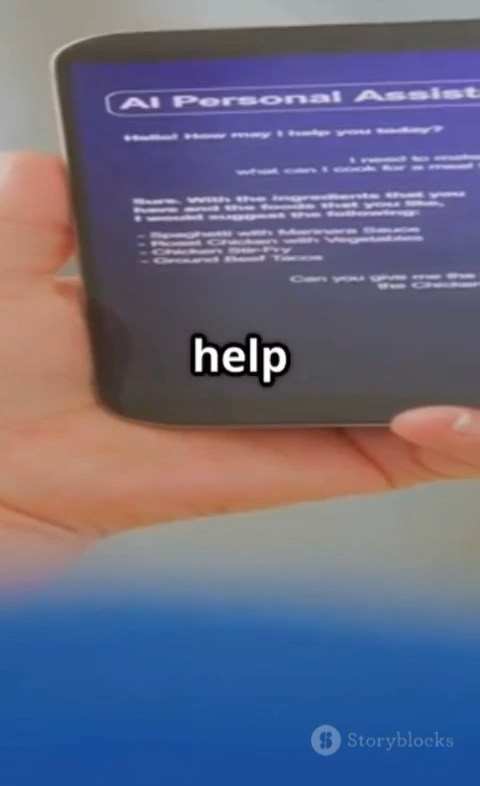 AI Personal Assist
Hello! How may I help you today?
I need to make
what can I cook for a meal
Sure. With the ingredients that you
have and the foods that you like,
I would suggest the following:
- Spaghetti with Marinara Sauce
- Roast Chicken with Vegetables
- Chicken Stir-Fry
- Ground Beef Tacos
Can you give me the
the Chicken
help
Storyblocks